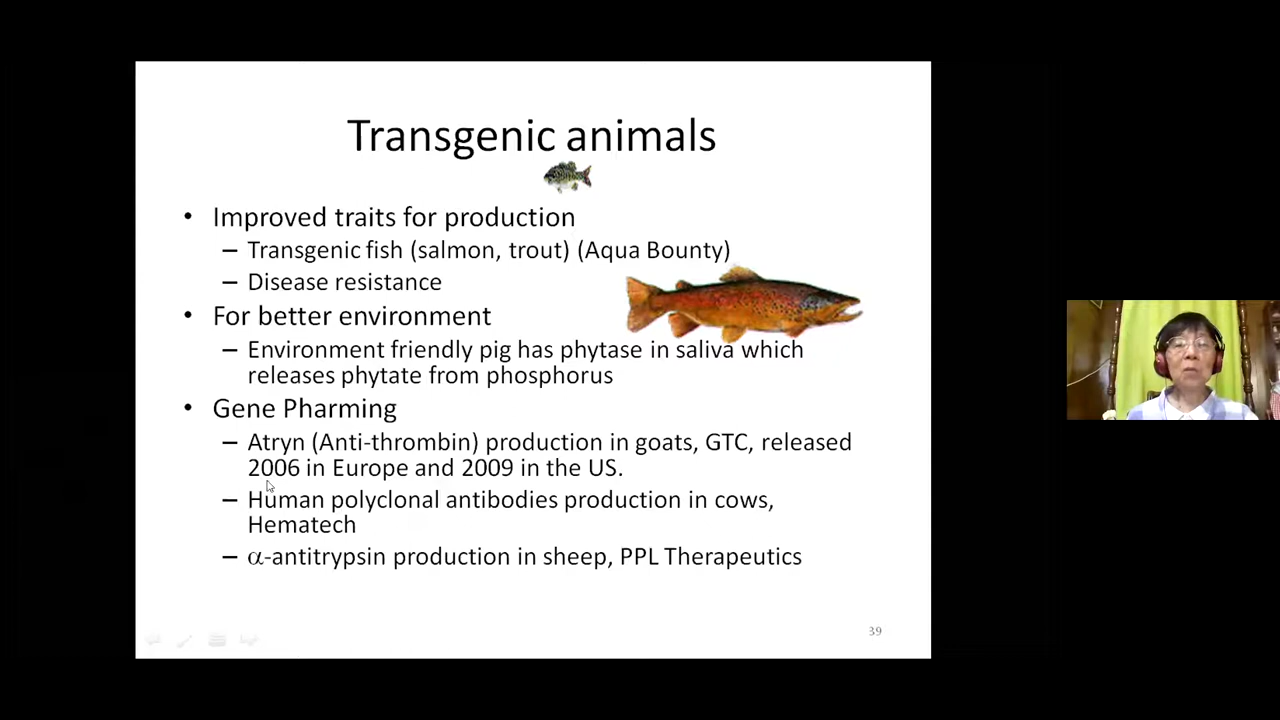 Transgenic animals
• Improved traits for production
– Transgenic fish (salmon, trout) (Aqua Bounty)
– Disease resistance
• For better environment
– Environment friendly pig has phytase in saliva which
releases phytate from phosphorus
• Gene Pharming
– Atryn (Anti-thrombin) production in goats, GTC, released
2006 in Europe and 2009 in the US.
– Human polyclonal antibodies production in cows,
Hematech
– α-antitrypsin production in sheep, PPL Therapeutics
39